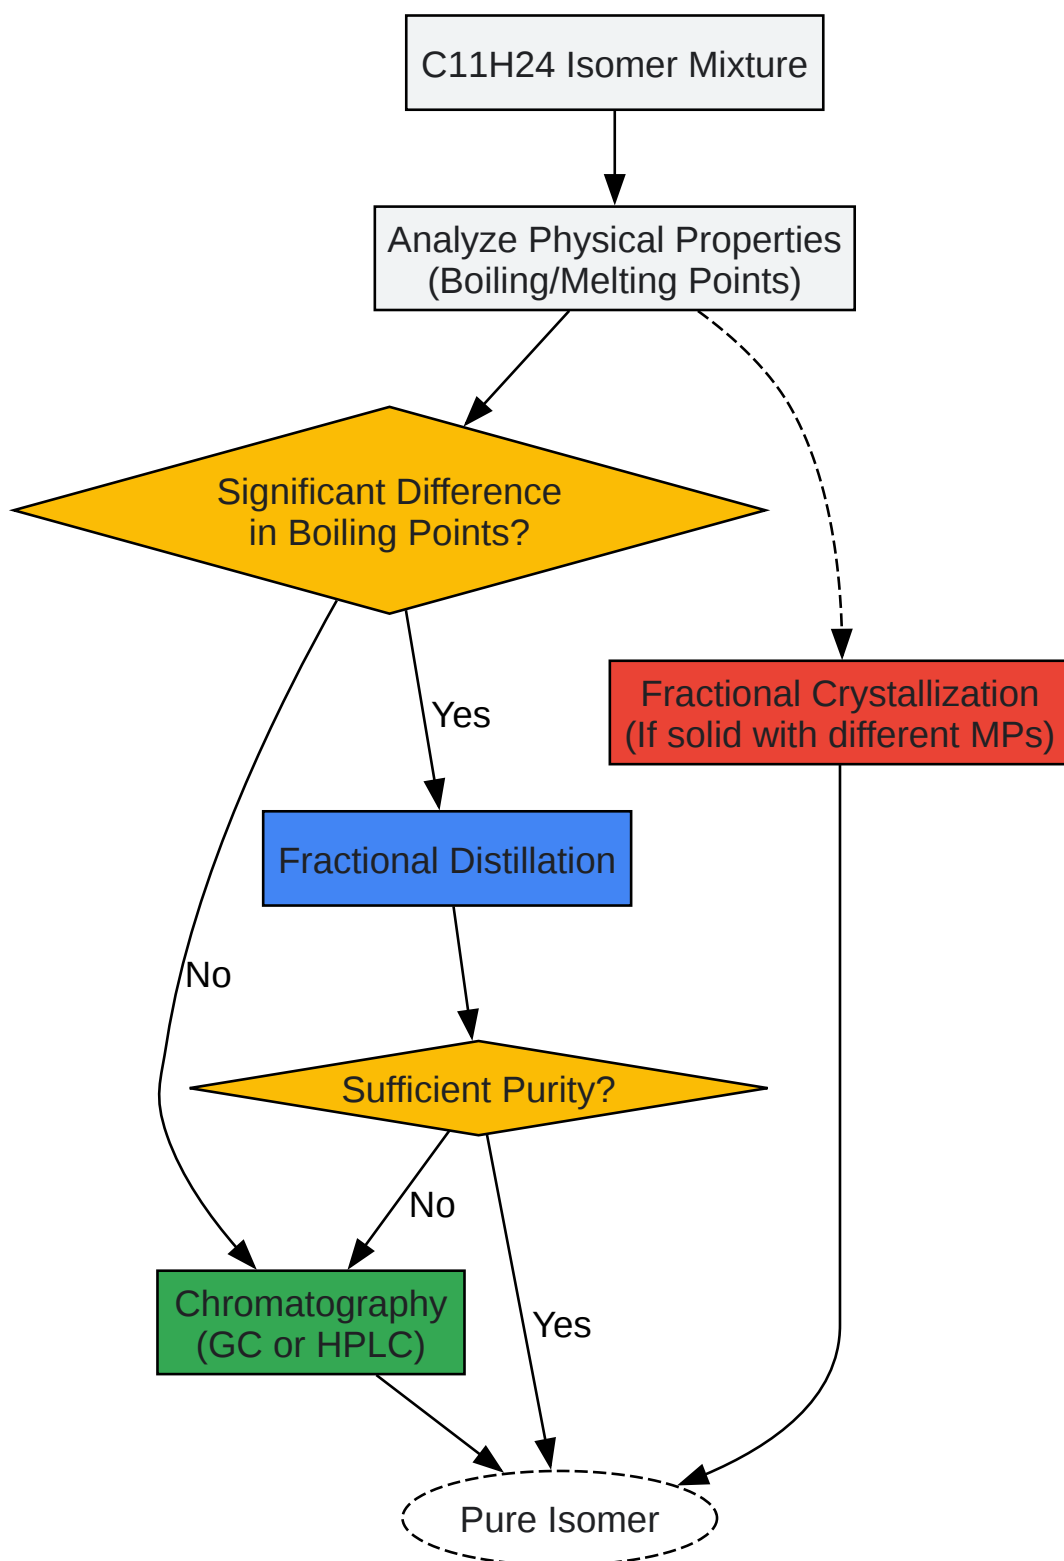 C11H24 Isomer Mixture
Analyze Physical Properties
(Boiling/Melting Points)
Significant Difference
in Boiling Points?
Fractional Crystallization
(If solid with different MPs)
Yes
Fractional Distillation
No
Sufficient Purity?
No
Chromatography
(GC or HPLC)
Yes
Pure Isomer